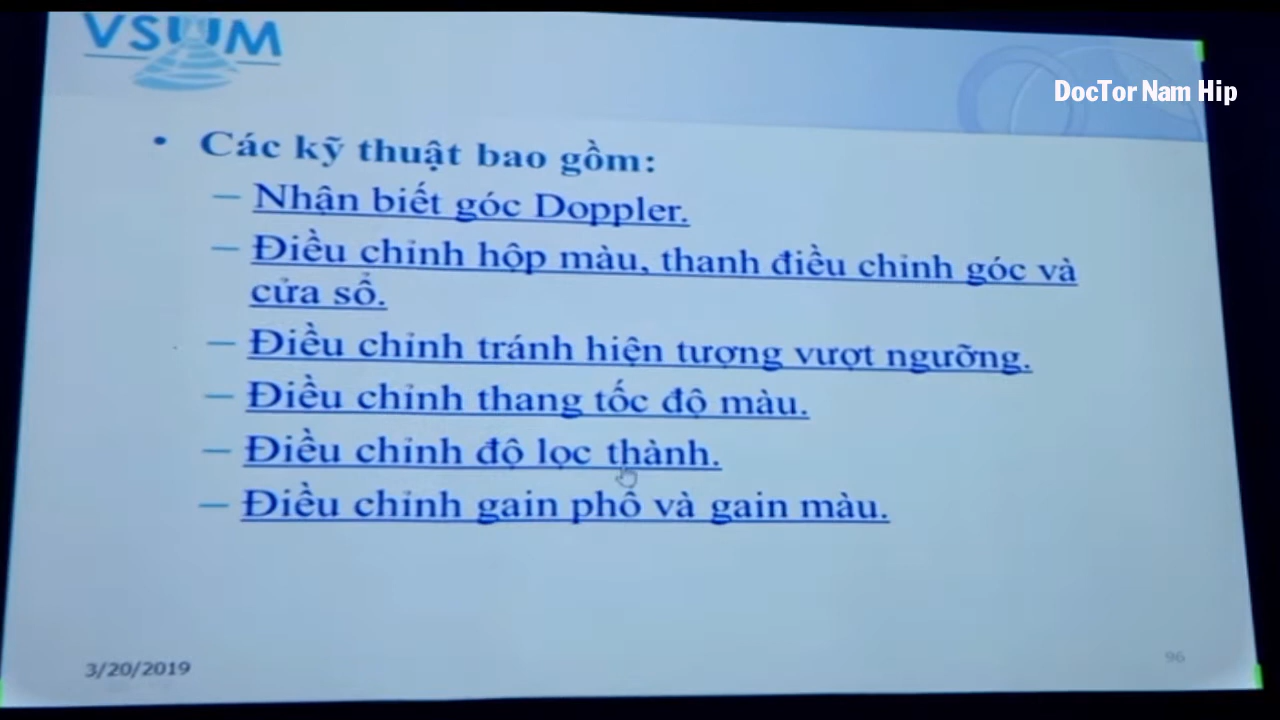 VSUM
DocTor Nam Hip
• Các kỹ thuật bao gồm:
– Nhận biết góc Doppler.
– Điều chỉnh hộp màu, thanh điều chỉnh góc và
cửa sổ.
– Điều chỉnh tránh hiện tượng vượt ngưỡng.
– Điều chỉnh thang tốc độ màu.
– Điều chỉnh độ lọc thành.
– Điều chỉnh gain phổ và gain màu.
3/20/2019
96